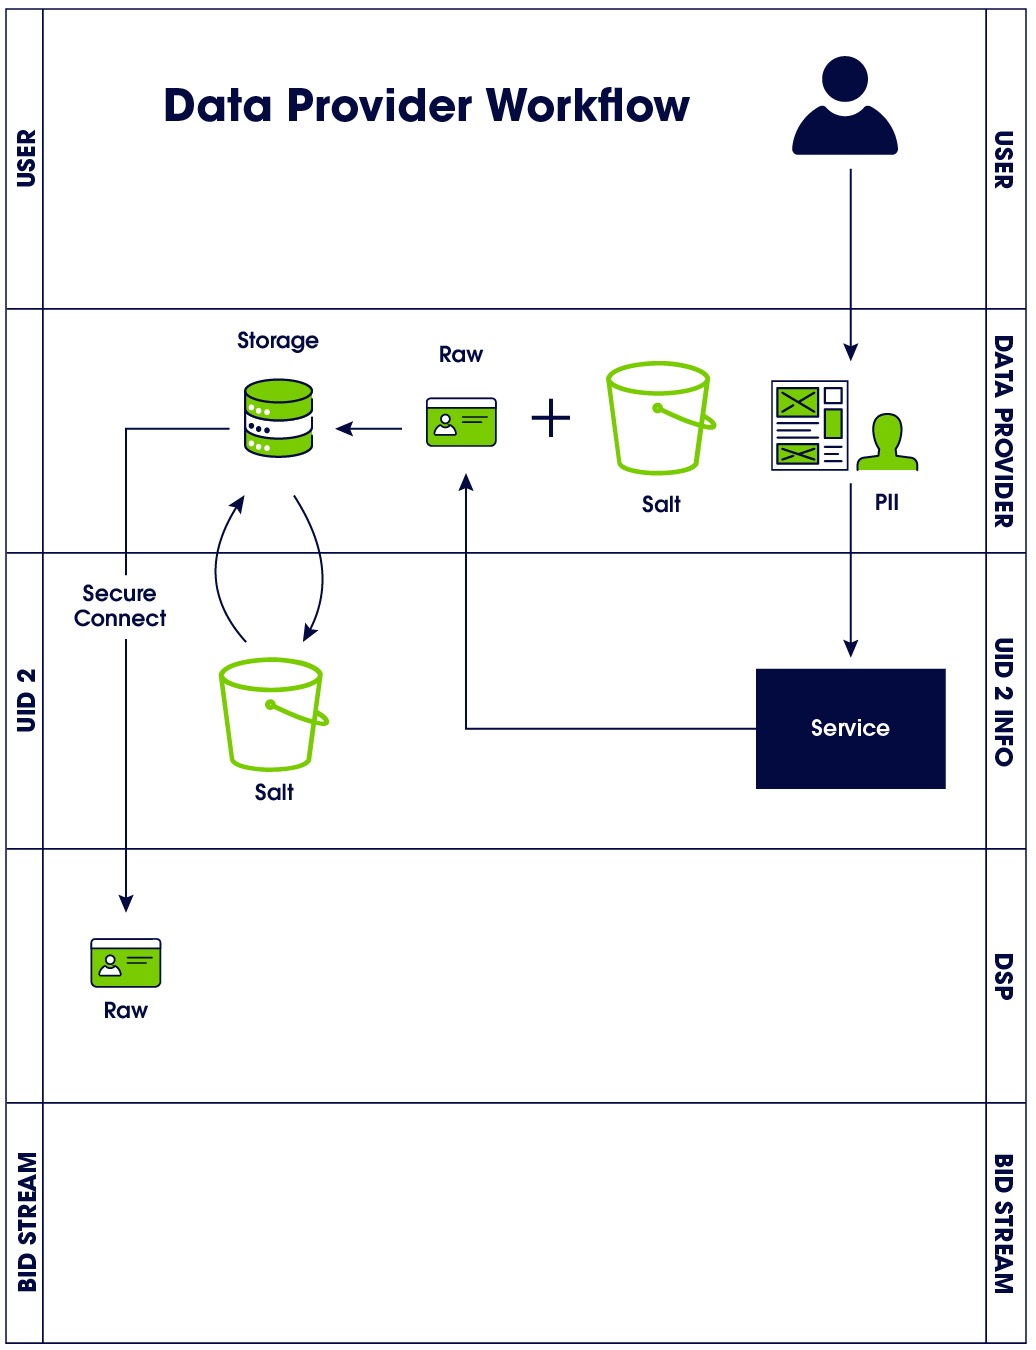 Data Provider Workflow
USER
USER
Storage
Raw
Salt
PII
DATA PROVIDER
Secure
Connect
Salt
Service
UID 2
UID 2 INFO
Raw
DSP
BID STREAM
BID STREAM